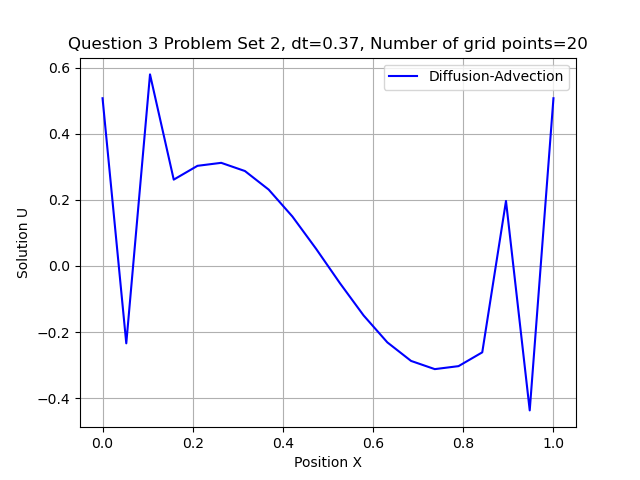 Question 3 Problem Set 2, dt=0.37, Number of grid points=20
Diffusion-Advection
0.6
0.4
0.2
0.0
−0.2
−0.4
Solution U
0.0 0.2 0.4 0.6 0.8 1.0
Position X